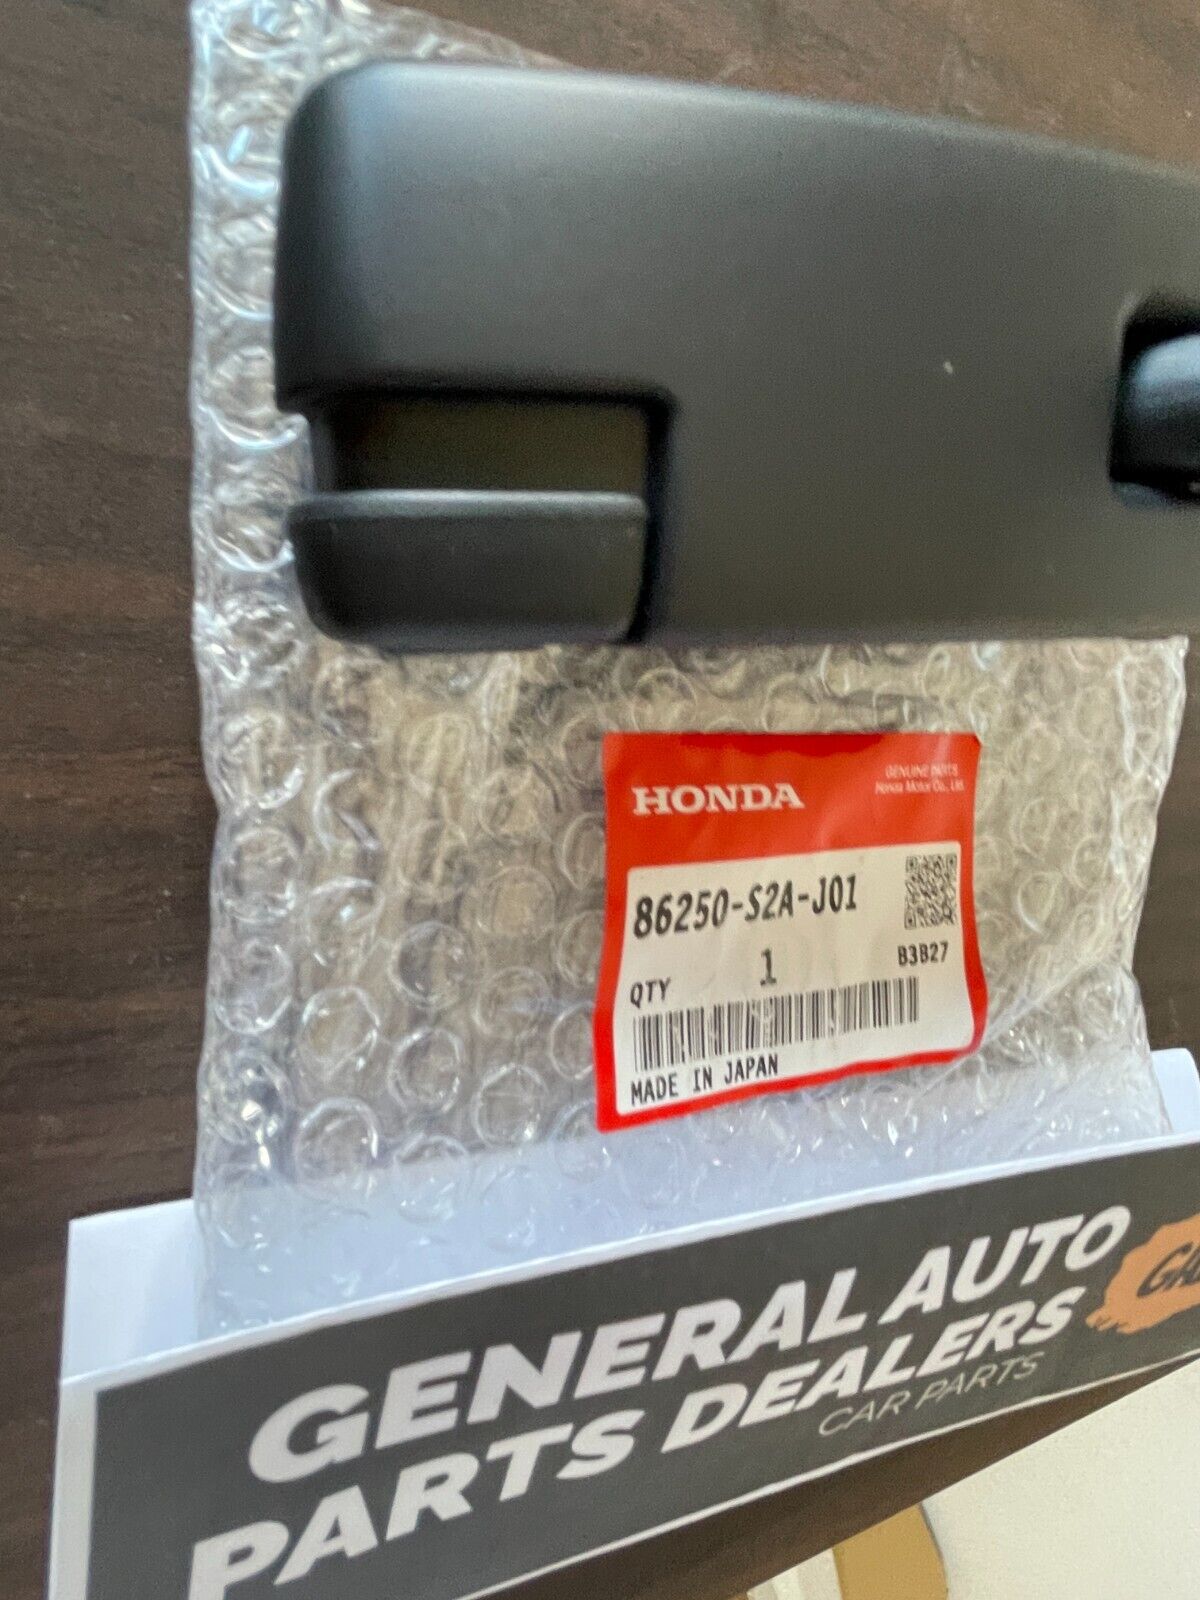 HONDA
GENUINE PARTS
Honda Motor Co., Ltd.
86250-S2A-J01
QTY 1 B3B27
MADE IN JAPAN
GENERAL AUTO
PARTS DEALERS
CAR PARTS